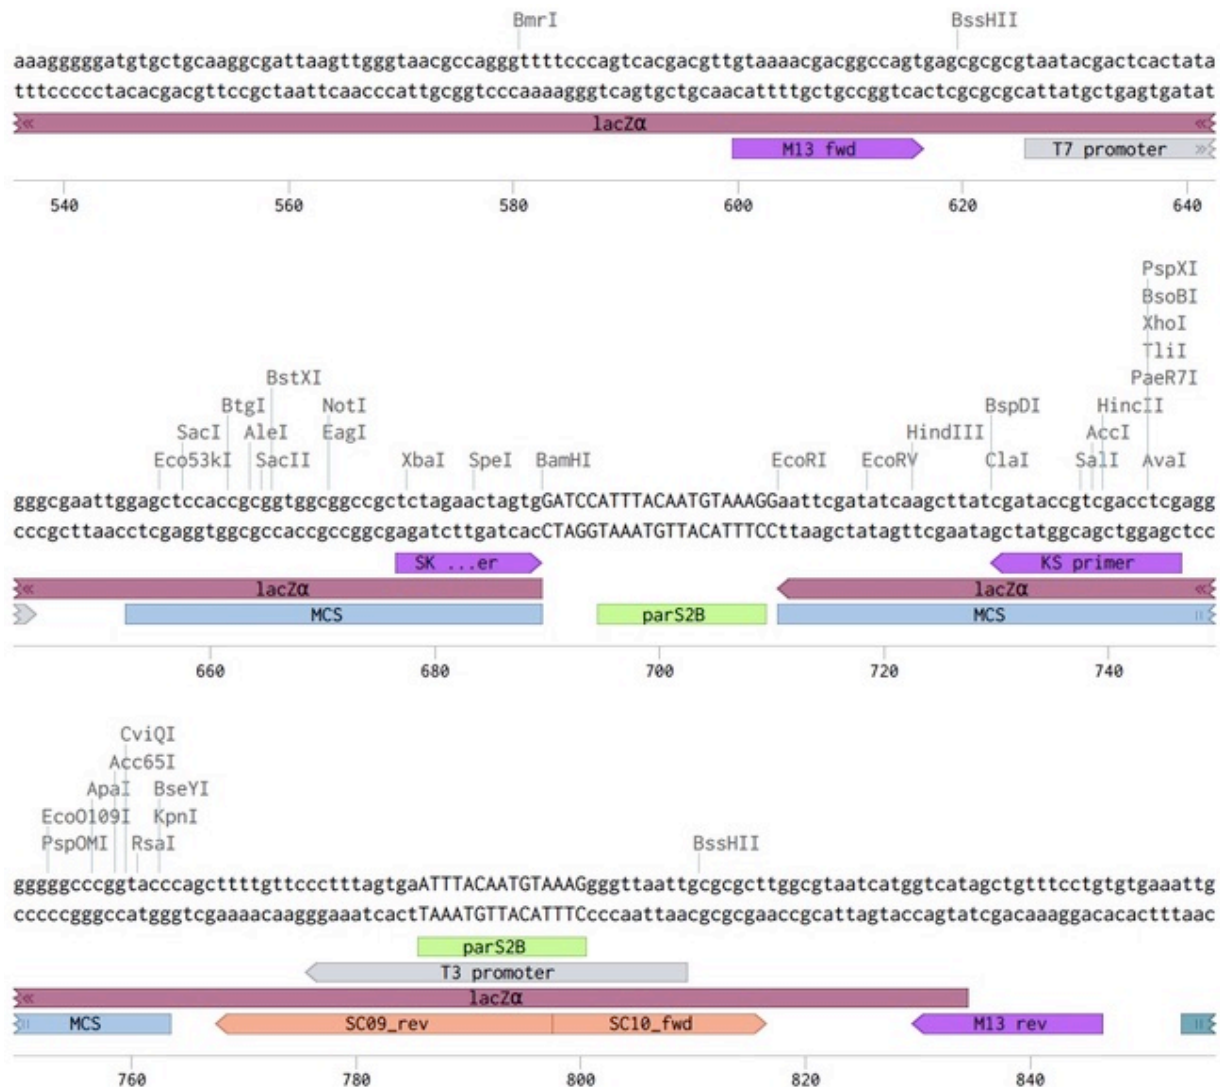 BmrI BssHII
aaagggggatgtgctgcaaggcgattaagttgggtaacgccagggttttcccagtcacgacgttgtaaaacgacggccagtgagcgcgcgtaatacgactcactata
tttccccctacacgacgttccgctaattcaacccattgcggtcccaaaagggtcagtgctgcaacattttgctgccggtcactcgcgcgcattatgctgagtgatat
lacZα
M13 fwd T7 promoter
540 560 580 600 620 640
PspXI
BsoBI
XhoI
TliI
BstXI PaeR7I
BtgI NotI BspDI HincII
SacI AleI EagI HindIII AccI
Eco53kI SacII XbaI SpeI BamHI EcoRI EcoRV ClaI SalI AvaI
gggcgaattggagctccaccgcggtggcggccgctctagaactagtgGATCCATTTACAATGTAAAGGaattcgatatcaagcttatcgataccgtcgacctcgagg
cccgcttaacctcgaggtggcgccaccgccggcgagatcttgatcacCTAGGTAAATGTTACATTTCCttaagctatagttcgaatagctatggcagctggagctcc
SK ...er KS primer
lacZα lacZα
MCS parS2B MCS
660 680 700 720 740
CviQI
Acc65I
ApaI BseYI
EcoO109I KpnI
PspOMI RsaI BssHII
gggggcccggtacccagcttttgttccctttagtgaATTTACAATGTAAAGgggttaattgcgcgcttggcgtaatcatggtcatagctgtttcctgtgtgaaattg
cccccgggccatgggtcgaaaacaagggaaatcactTAAATGTTACATTTCcccaattaacgcgcgaaccgcattagtaccagtatcgacaaaggacacactttaac
parS2B
T3 promoter
lacZα
MCS SC09_rev SC10_fwd M13 rev
760 780 800 820 840